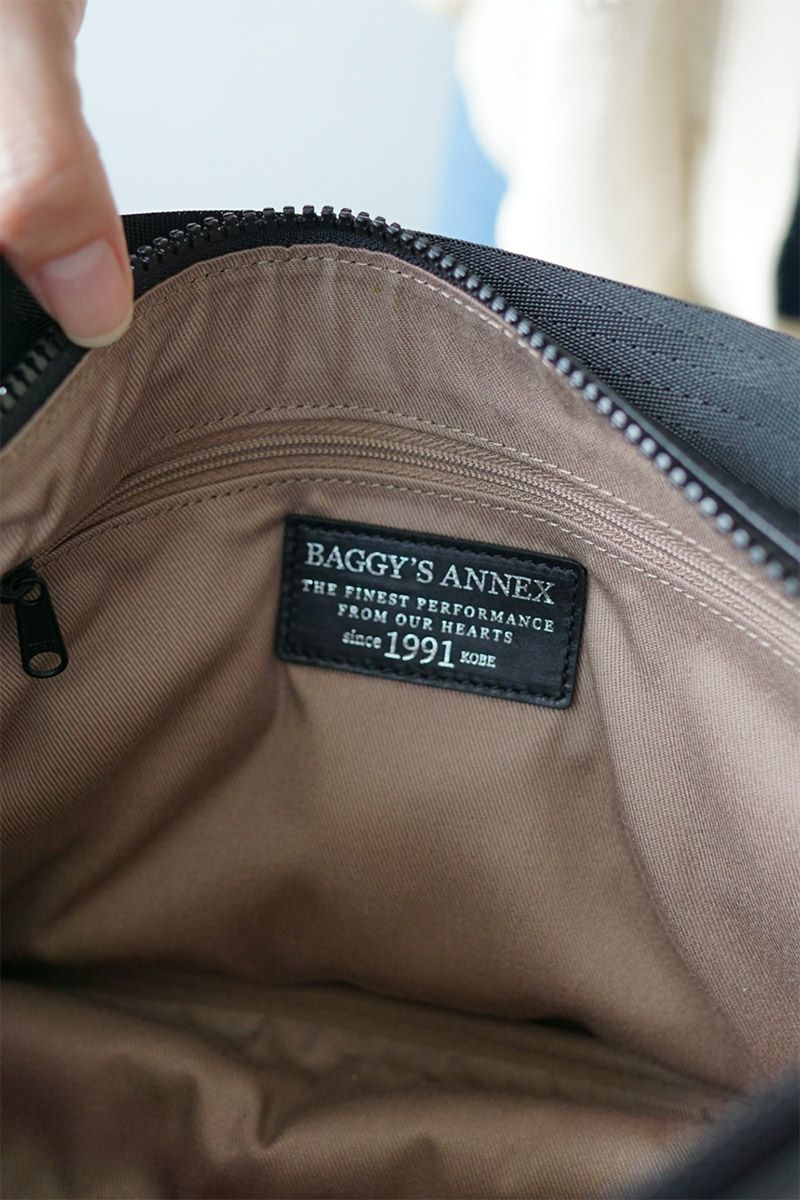 BAGGY'S ANNEX
THE FINEST PERFORMANCE
FROM OUR HEARTS
since 1991 KOBE